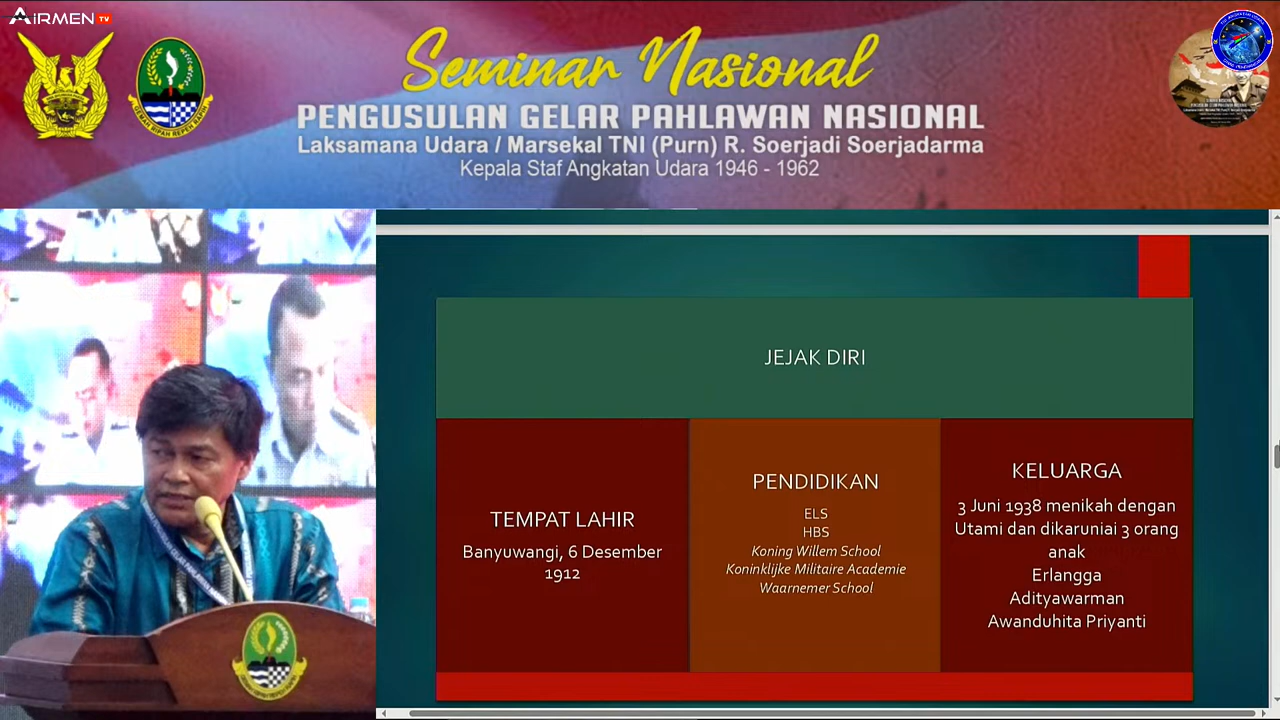 AiRMEN TV
Seminar Nasional
PENGUSULAN GELAR PAHLAWAN NASIONAL
Laksamana Udara / Marsekal TNI (Purn) R. Soerjadi Soerjadarma
Kepala Staf Angkatan Udara 1946 - 1962
JEJAK DIRI
TEMPAT LAHIR
Banyuwangi, 6 Desember
1912
PENDIDIKAN
ELS
HBS
Koning Willem School
Koninklijke Militaire Academie
Waarnemer School
KELUARGA
3 Juni 1938 menikah dengan
Utami dan dikaruniai 3 orang
anak
Erlangga
Adityawarman
Awanduhita Priyanti